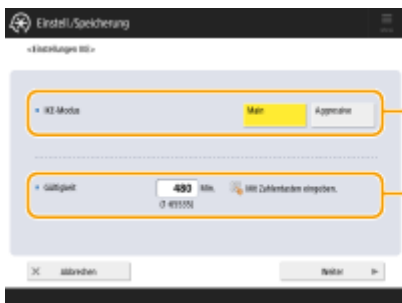 Einstell./Speicherung
<Einstellungen IKE>
IKE-Modus
Main
Aggressive
Gültigkeit
480 Min.
Mit Zahlentasten eingeben.
(1-65535)
Abbrechen
Weiter